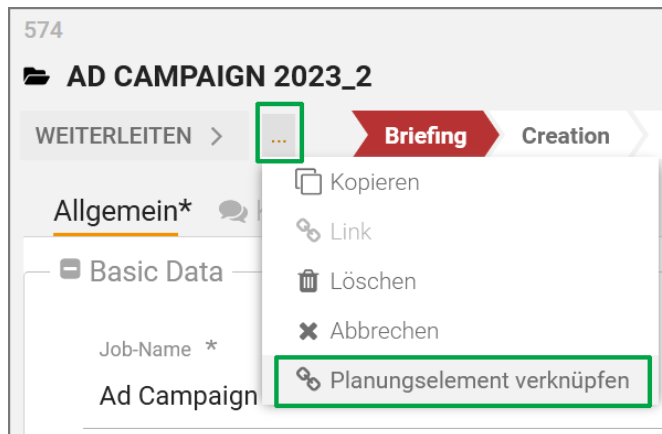 574
AD CAMPAIGN 2023_2
WEITERLEITEN > ... Briefing Creation
Kopieren
Allgemein*
Link
Basic Data
Löschen
Abbrechen
Job-Name *
Planungselement verknüpfen
Ad Campaign